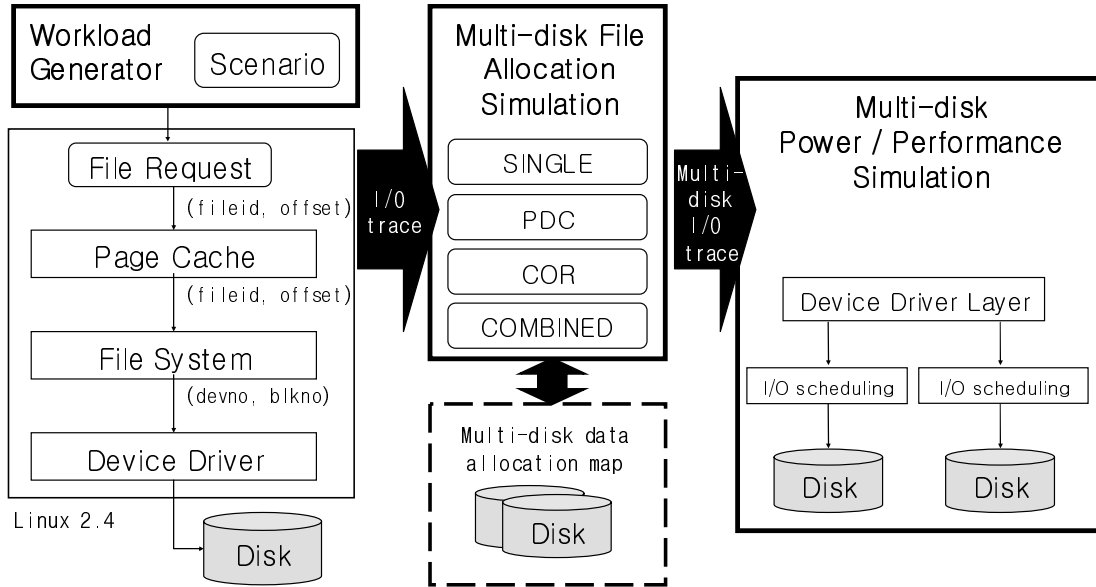 Workload
Generator
Scenario
File Request
(fileid, offset)
Page Cache
(fileid, offset)
File System
(devno, blkno)
Device Driver
Linux 2.4
Disk
I/O
trace
Multi-disk File
Allocation
Simulation
SINGLE
PDC
COR
COMBINED
Multi-disk data
allocation map
Disk
Multi-
disk
I/O
trace
Multi-disk
Power / Performance
Simulation
Device Driver Layer
I/O scheduling
I/O scheduling
Disk
Disk